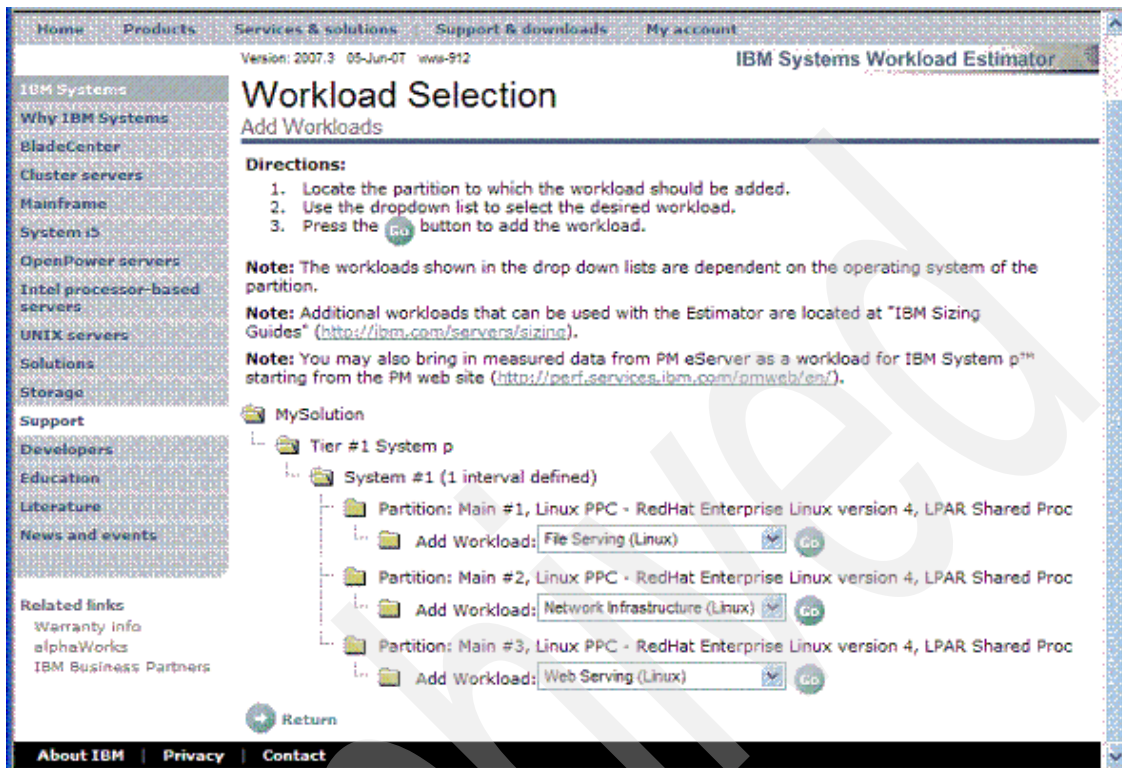 Home Products Services & solutions Support & downloads My account
Version: 2007.3 05-Jun-07 www-912
IBM Systems Workload Estimator
IBM Systems
Why IBM Systems
BladeCenter
Cluster servers
Mainframe
System i5
OpenPower servers
Intel processor-based
servers
UNIX servers
Solutions
Storage
Support
Developers
Education
Literature
News and events
Related links
Warranty info
alphaWorks
IBM Business Partners
Workload Selection
Add Workloads
Directions:
1. Locate the partition to which the workload should be added.
2. Use the dropdown list to select the desired workload.
3. Press the Go button to add the workload.
Note: The workloads shown in the drop down lists are dependent on the operating system of the
partition.
Note: Additional workloads that can be used with the Estimator are located at "IBM Sizing
Guides" (http://ibm.com/servers/sizing).
Note: You may also bring in measured data from PM eServer as a workload for IBM System p™
starting from the PM web site (http://perf.services.ibm.com/pmweb/en/).
MySolution
Tier #1 System p
System #1 (1 interval defined)
Partition: Main #1, Linux PPC - RedHat Enterprise Linux version 4, LPAR Shared Proc
Add Workload: File Serving (Linux) Go
Partition: Main #2, Linux PPC - RedHat Enterprise Linux version 4, LPAR Shared Proc
Add Workload: Network Infrastructure (Linux) Go
Partition: Main #3, Linux PPC - RedHat Enterprise Linux version 4, LPAR Shared Proc
Add Workload: Web Serving (Linux) Go
Return
About IBM | Privacy | Contact